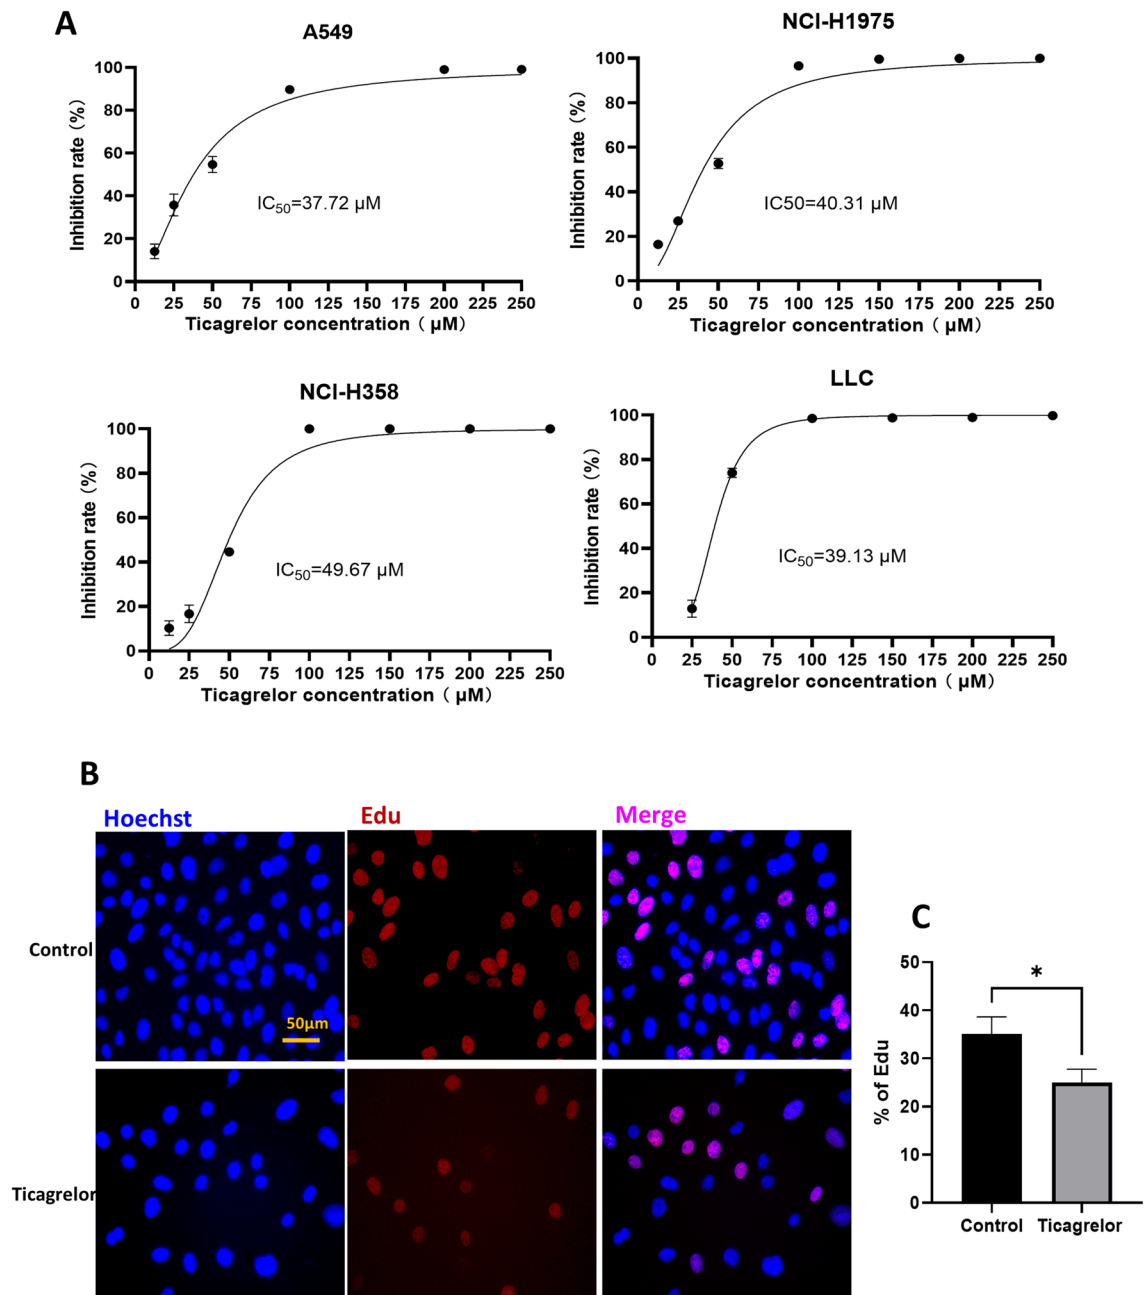 A
A549
Inhibition rate (%)
100
80
60
40
20
0
IC50=37.72 μM
25 50 75 100 125 150 175 200 225 250
Ticagrelor concentration ( μM)
NCI-H1975
Inhibition rate (%)
100
80
60
40
20
0
IC50=40.31 μM
0 25 50 75 100 125 150 175 200 225 250
Ticagrelor concentration ( μM)
NCI-H358
Inhibition rate (%)
100
80
60
40
20
0
IC50=49.67 μM
0 25 50 75 100 125 150 175 200 225 250
Ticagrelor concentration ( μM)
LLC
Inhibition rate (%)
100
80
60
40
20
0
IC50=39.13 μM
0 25 50 75 100 125 150 175 200 225 250
Ticagrelor concentration ( μM)
B
Hoechst Edu Merge
Control
50μm
Ticagrelor
C
% of Edu
50
40
30
20
10
0
*
Control Ticagrelor